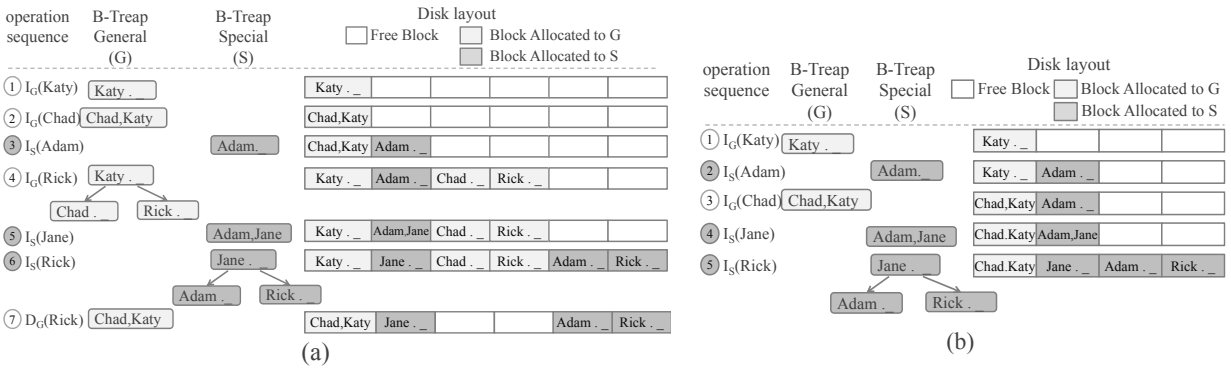 operation sequence B-Treap General (G) B-Treap Special (S) Disk layout
Free Block Block Allocated to G
Block Allocated to S
1 I_G(Katy) Katy . _ Katy . _
2 I_G(Chad) Chad,Katy Chad,Katy
3 I_S(Adam) Adam._ Chad,Katy Adam . _
4 I_G(Rick) Katy . _ Katy . _ Adam . _ Chad . _ Rick . _
Chad . _ Rick . _
5 I_S(Jane) Adam,Jane Katy . _ Adam,Jane Chad . _ Rick . _
6 I_S(Rick) Jane . _ Katy . _ Jane . _ Chad . _ Rick . _ Adam . _ Rick . _
Adam . _ Rick . _
7 D_G(Rick) Chad,Katy Chad,Katy Jane . _ Adam . _ Rick . _
(a)
operation sequence B-Treap General (G) B-Treap Special (S) Disk layout
Free Block Block Allocated to G
Block Allocated to S
1 I_G(Katy) Katy . _ Katy . _
2 I_S(Adam) Adam._ Katy . _ Adam . _
3 I_G(Chad) Chad,Katy Chad,Katy Adam . _
4 I_S(Jane) Adam,Jane Chad.Katy Adam,Jane
5 I_S(Rick) Jane . _ Chad.Katy Jane . _ Adam . _ Rick . _
Adam . _ Rick . _
(b)